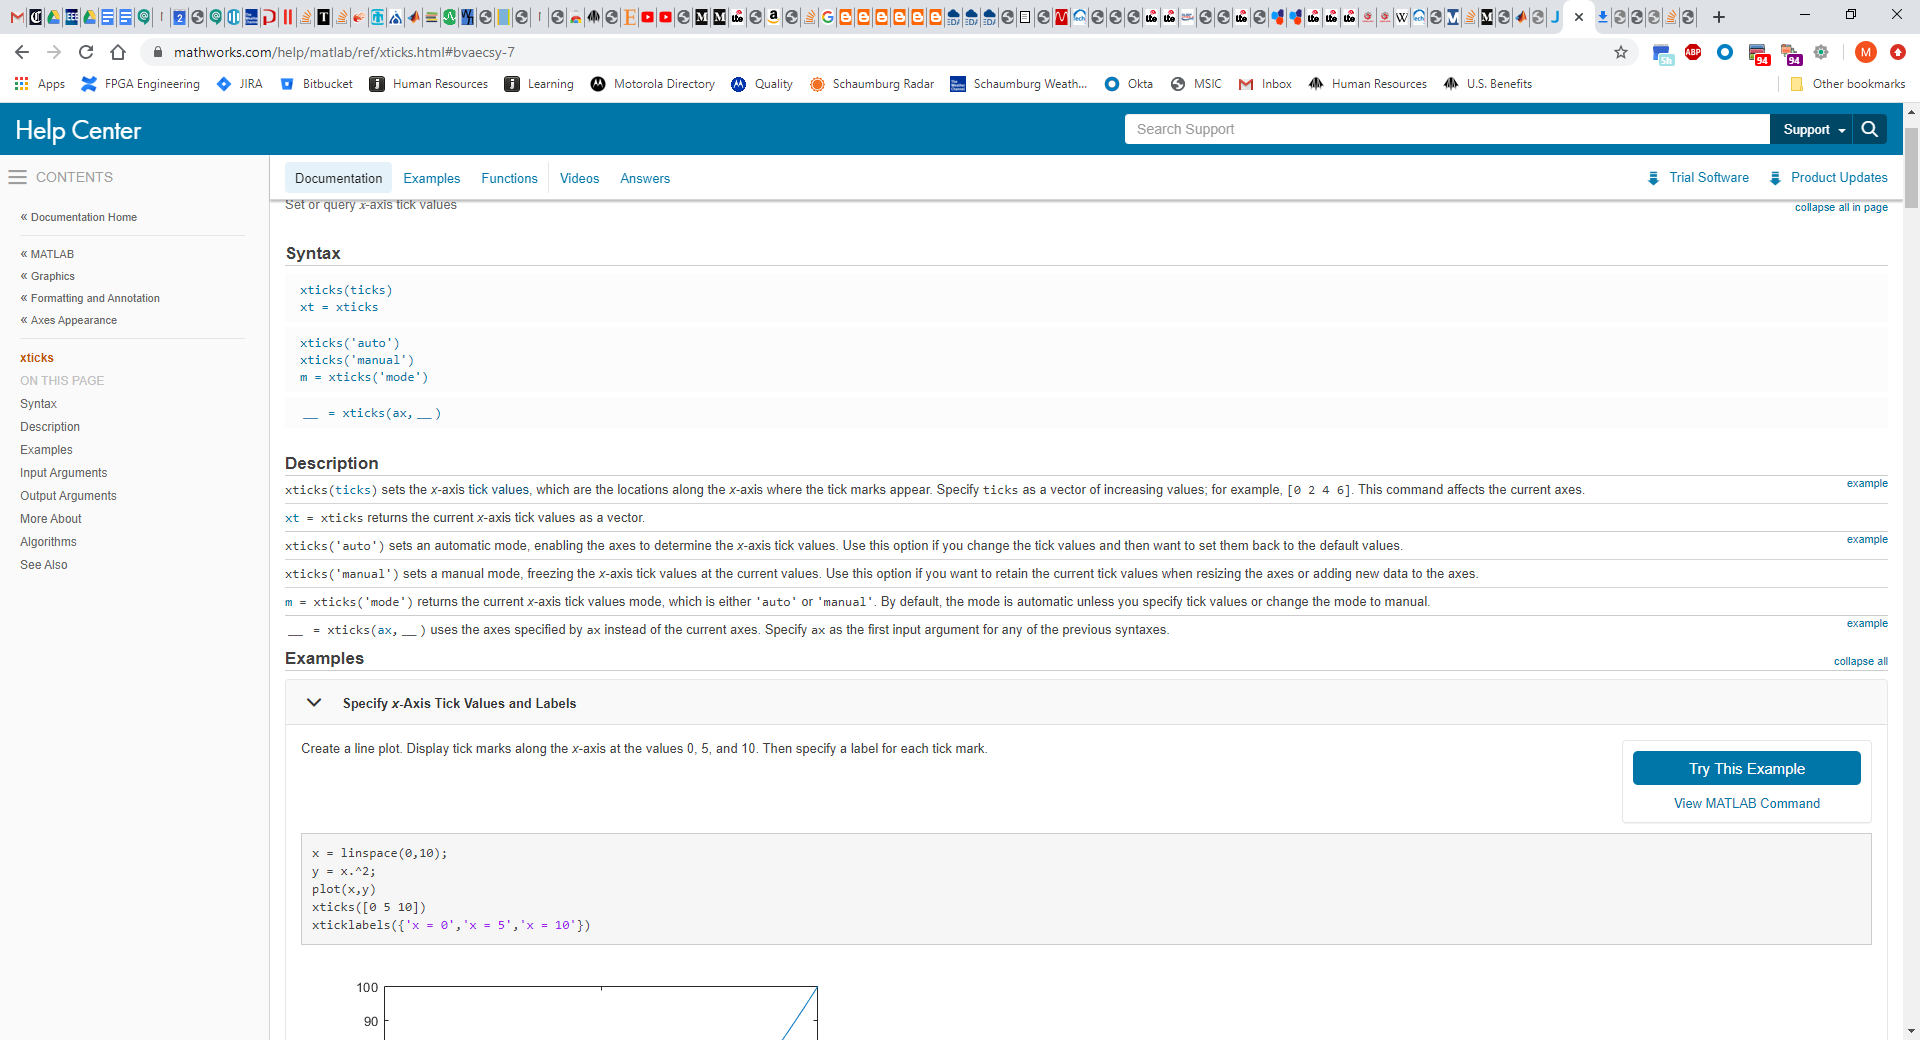 mathworks.com/help/matlab/ref/xticks.html#bvaecsy-7
Apps FPGA Engineering JIRA Bitbucket Human Resources Learning Motorola Directory Quality Schaumburg Radar Schaumburg Weath... Okta MSIC Inbox Human Resources U.S. Benefits Other bookmarks
Help Center
Search Support
Support
CONTENTS
Documentation Examples Functions Videos Answers
Trial Software Product Updates
« Documentation Home
« MATLAB
« Graphics
« Formatting and Annotation
« Axes Appearance
xticks
ON THIS PAGE
Syntax
Description
Examples
Input Arguments
Output Arguments
More About
Algorithms
See Also
Set or query x-axis tick values
collapse all in page
Syntax
xticks(ticks)
xt = xticks
xticks('auto')
xticks('manual')
m = xticks('mode')
__ = xticks(ax,__)
Description
xticks(ticks) sets the x-axis tick values, which are the locations along the x-axis where the tick marks appear. Specify ticks as a vector of increasing values; for example, [0 2 4 6]. This command affects the current axes.
example
xt = xticks returns the current x-axis tick values as a vector.
xticks('auto') sets an automatic mode, enabling the axes to determine the x-axis tick values. Use this option if you change the tick values and then want to set them back to the default values.
example
xticks('manual') sets a manual mode, freezing the x-axis tick values at the current values. Use this option if you want to retain the current tick values when resizing the axes or adding new data to the axes.
m = xticks('mode') returns the current x-axis tick values mode, which is either 'auto' or 'manual'. By default, the mode is automatic unless you specify tick values or change the mode to manual.
__ = xticks(ax,__) uses the axes specified by ax instead of the current axes. Specify ax as the first input argument for any of the previous syntaxes.
example
Examples
collapse all
Specify x-Axis Tick Values and Labels
Create a line plot. Display tick marks along the x-axis at the values 0, 5, and 10. Then specify a label for each tick mark.
Try This Example
View MATLAB Command
x = linspace(0,10);
y = x.^2;
plot(x,y)
xticks([0 5 10])
xticklabels({'x = 0','x = 5','x = 10'})
100
90